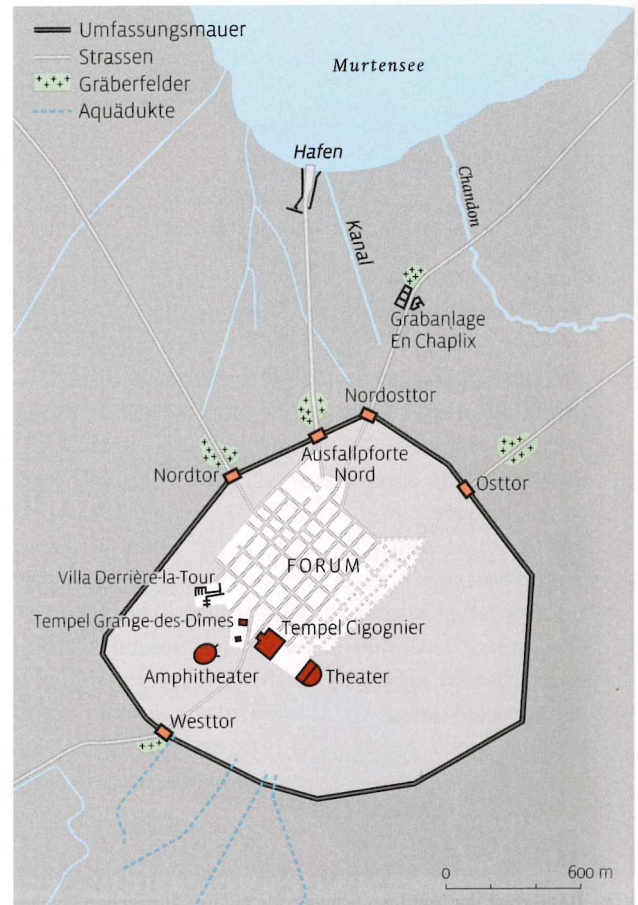 Umfassungsmauer
Strassen
Gräberfelder
Aquädukte
Murtensee
Hafen
Kanal
Chandon
Grabanlage
En Chaplix
Nordosttor
Ausfallpforte
Nord
Nordtor
Osttor
FORUM
Villa Derrière-la-Tour
Tempel Grange-des-Dîmes
Tempel Cigognier
Amphitheater
Theater
Westtor
0 600 m